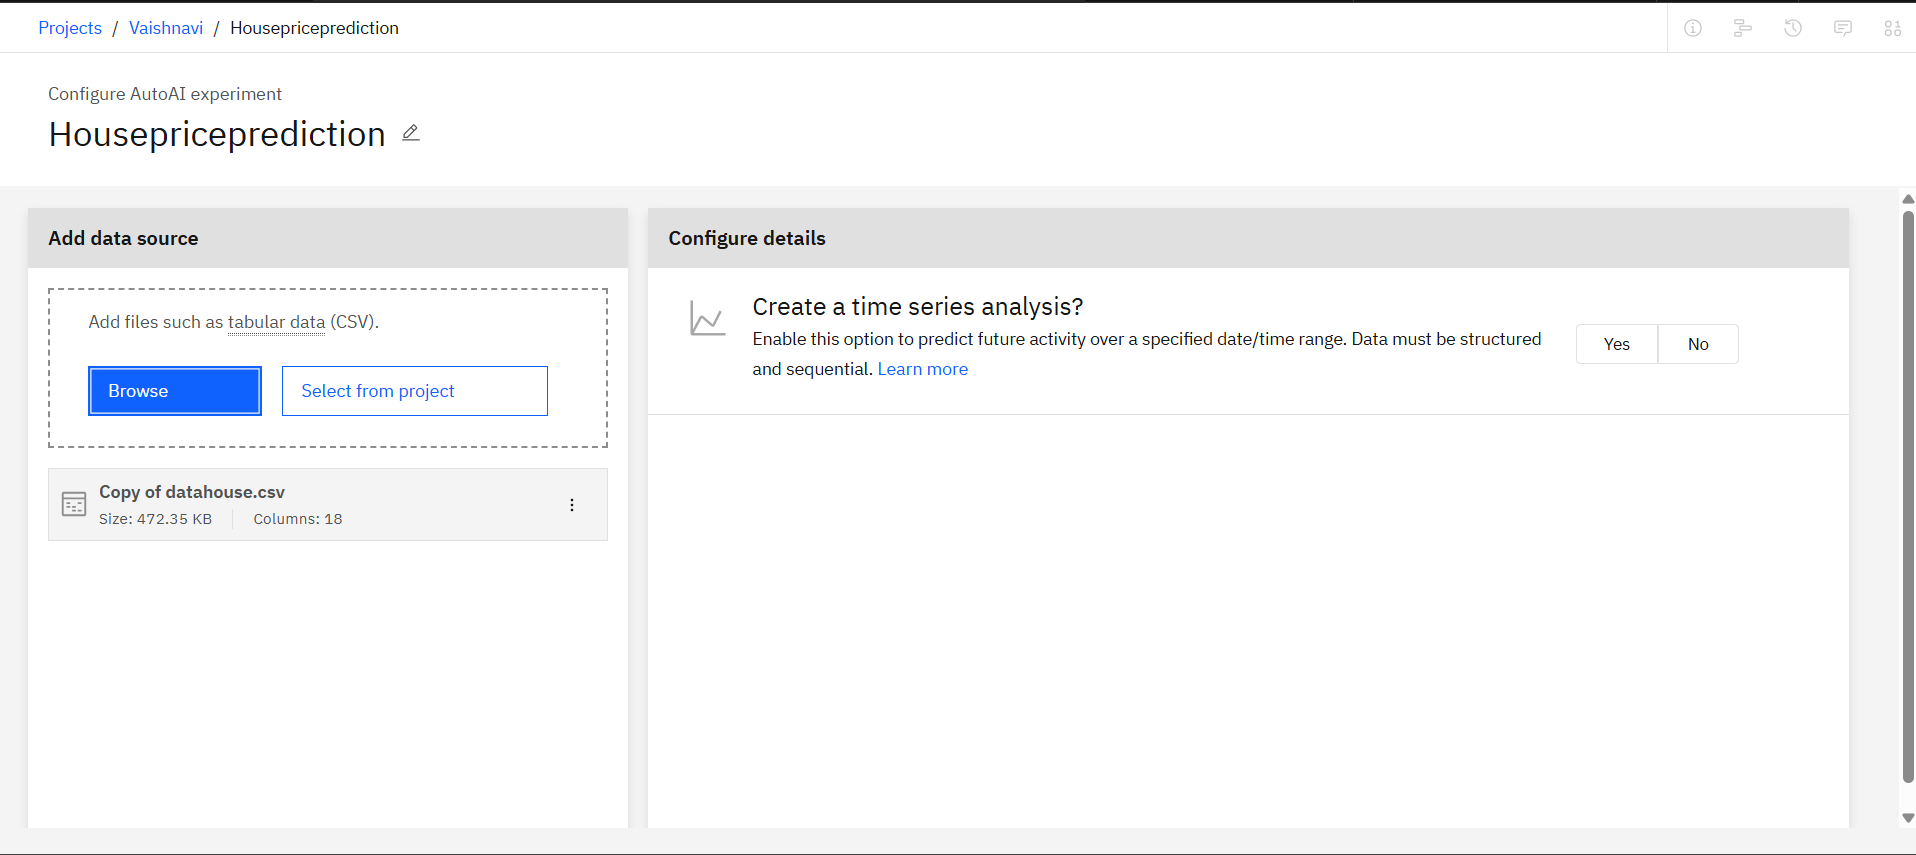 Projects / Vaishnavi / Housepriceprediction
Configure AutoAI experiment
Housepriceprediction
Add data source
Add files such as tabular data (CSV).
Browse
Select from project
Copy of datahouse.csv
Size: 472.35 KB
Columns: 18
Configure details
Create a time series analysis?
Enable this option to predict future activity over a specified date/time range. Data must be structured
and sequential. Learn more
Yes
No